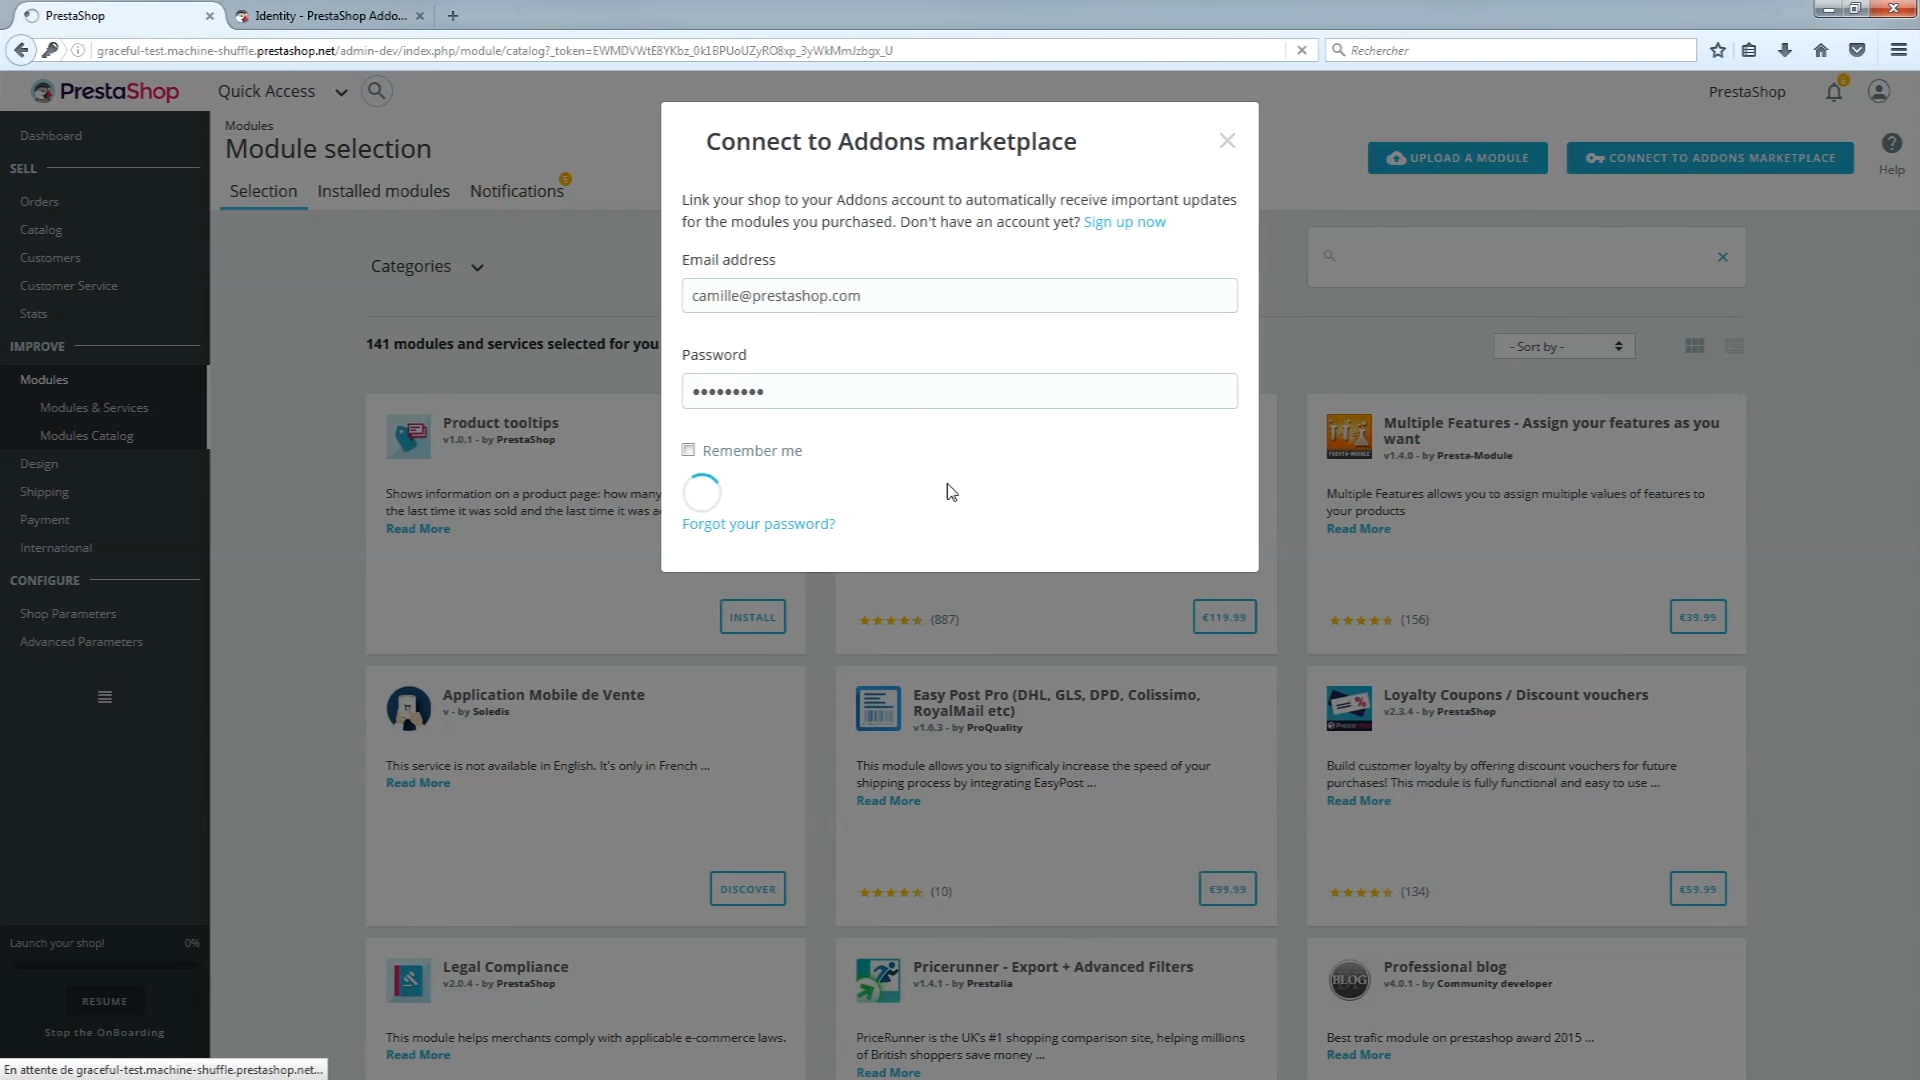 PrestaShop
Identity - PrestaShop Addo...
graceful-test.machine-shuffle.prestashop.net/admin-dev/index.php/module/catalog?_token=EWMDVWtE8YKbz_0k1BPUoUZyRO8xp_3yWkMmJzbgx_U
Rechercher
PrestaShop
Quick Access
PrestaShop
6
Dashboard
SELL
Orders
Catalog
Customers
Customer Service
Stats
IMPROVE
Modules
Modules & Services
Modules Catalog
Design
Shipping
Payment
International
CONFIGURE
Shop Parameters
Advanced Parameters
Launch your shop! 0%
RESUME
Stop the OnBoarding
En attente de graceful-test.machine-shuffle.prestashop.net...
Modules
Module selection
UPLOAD A MODULE
CONNECT TO ADDONS MARKETPLACE
Help
Selection
Installed modules
Notifications
5
Categories
141 modules and services selected for you
- Sort by -
Connect to Addons marketplace
Link your shop to your Addons account to automatically receive important updates
for the modules you purchased. Don't have an account yet? Sign up now
Email address
camille@prestashop.com
Password
Remember me
Forgot your password?
Product tooltips
v1.0.1 - by PrestaShop
Shows information on a product page: how many
the last time it was sold and the last time it was
Read More
INSTALL
(887)
€119.99
Multiple Features - Assign your features as you
want
v1.4.0 - by Presta-Module
PRESTA-MODULE
Multiple Features allows you to assign multiple values of features to
your products
Read More
(156)
€39.99
Application Mobile de Vente
v - by Soledis
This service is not available in English. It's only in French ...
Read More
DISCOVER
Easy Post Pro (DHL, GLS, DPD, Colissimo,
RoyalMail etc)
v1.6.3 - by ProQuality
This module allows you to significaly increase the speed of your
shipping process by integrating EasyPost ...
Read More
(10)
€99.99
Loyalty Coupons / Discount vouchers
v2.3.4 - by PrestaShop
Build customer loyalty by offering discount vouchers for future
purchases! This module is fully functional and easy to use ...
Read More
(134)
€59.99
Legal Compliance
v2.0.4 - by PrestaShop
This module helps merchants comply with applicable e-commerce laws.
Read More
Pricerunner - Export + Advanced Filters
v1.4.1 - by Prestalia
PriceRunner is the UK's #1 shopping comparison site, helping millions
of British shoppers save money ...
Read More
BLOG
Professional blog
v4.0.1 - by Community developer
Best trafic module on prestashop award 2015 ...
Read More